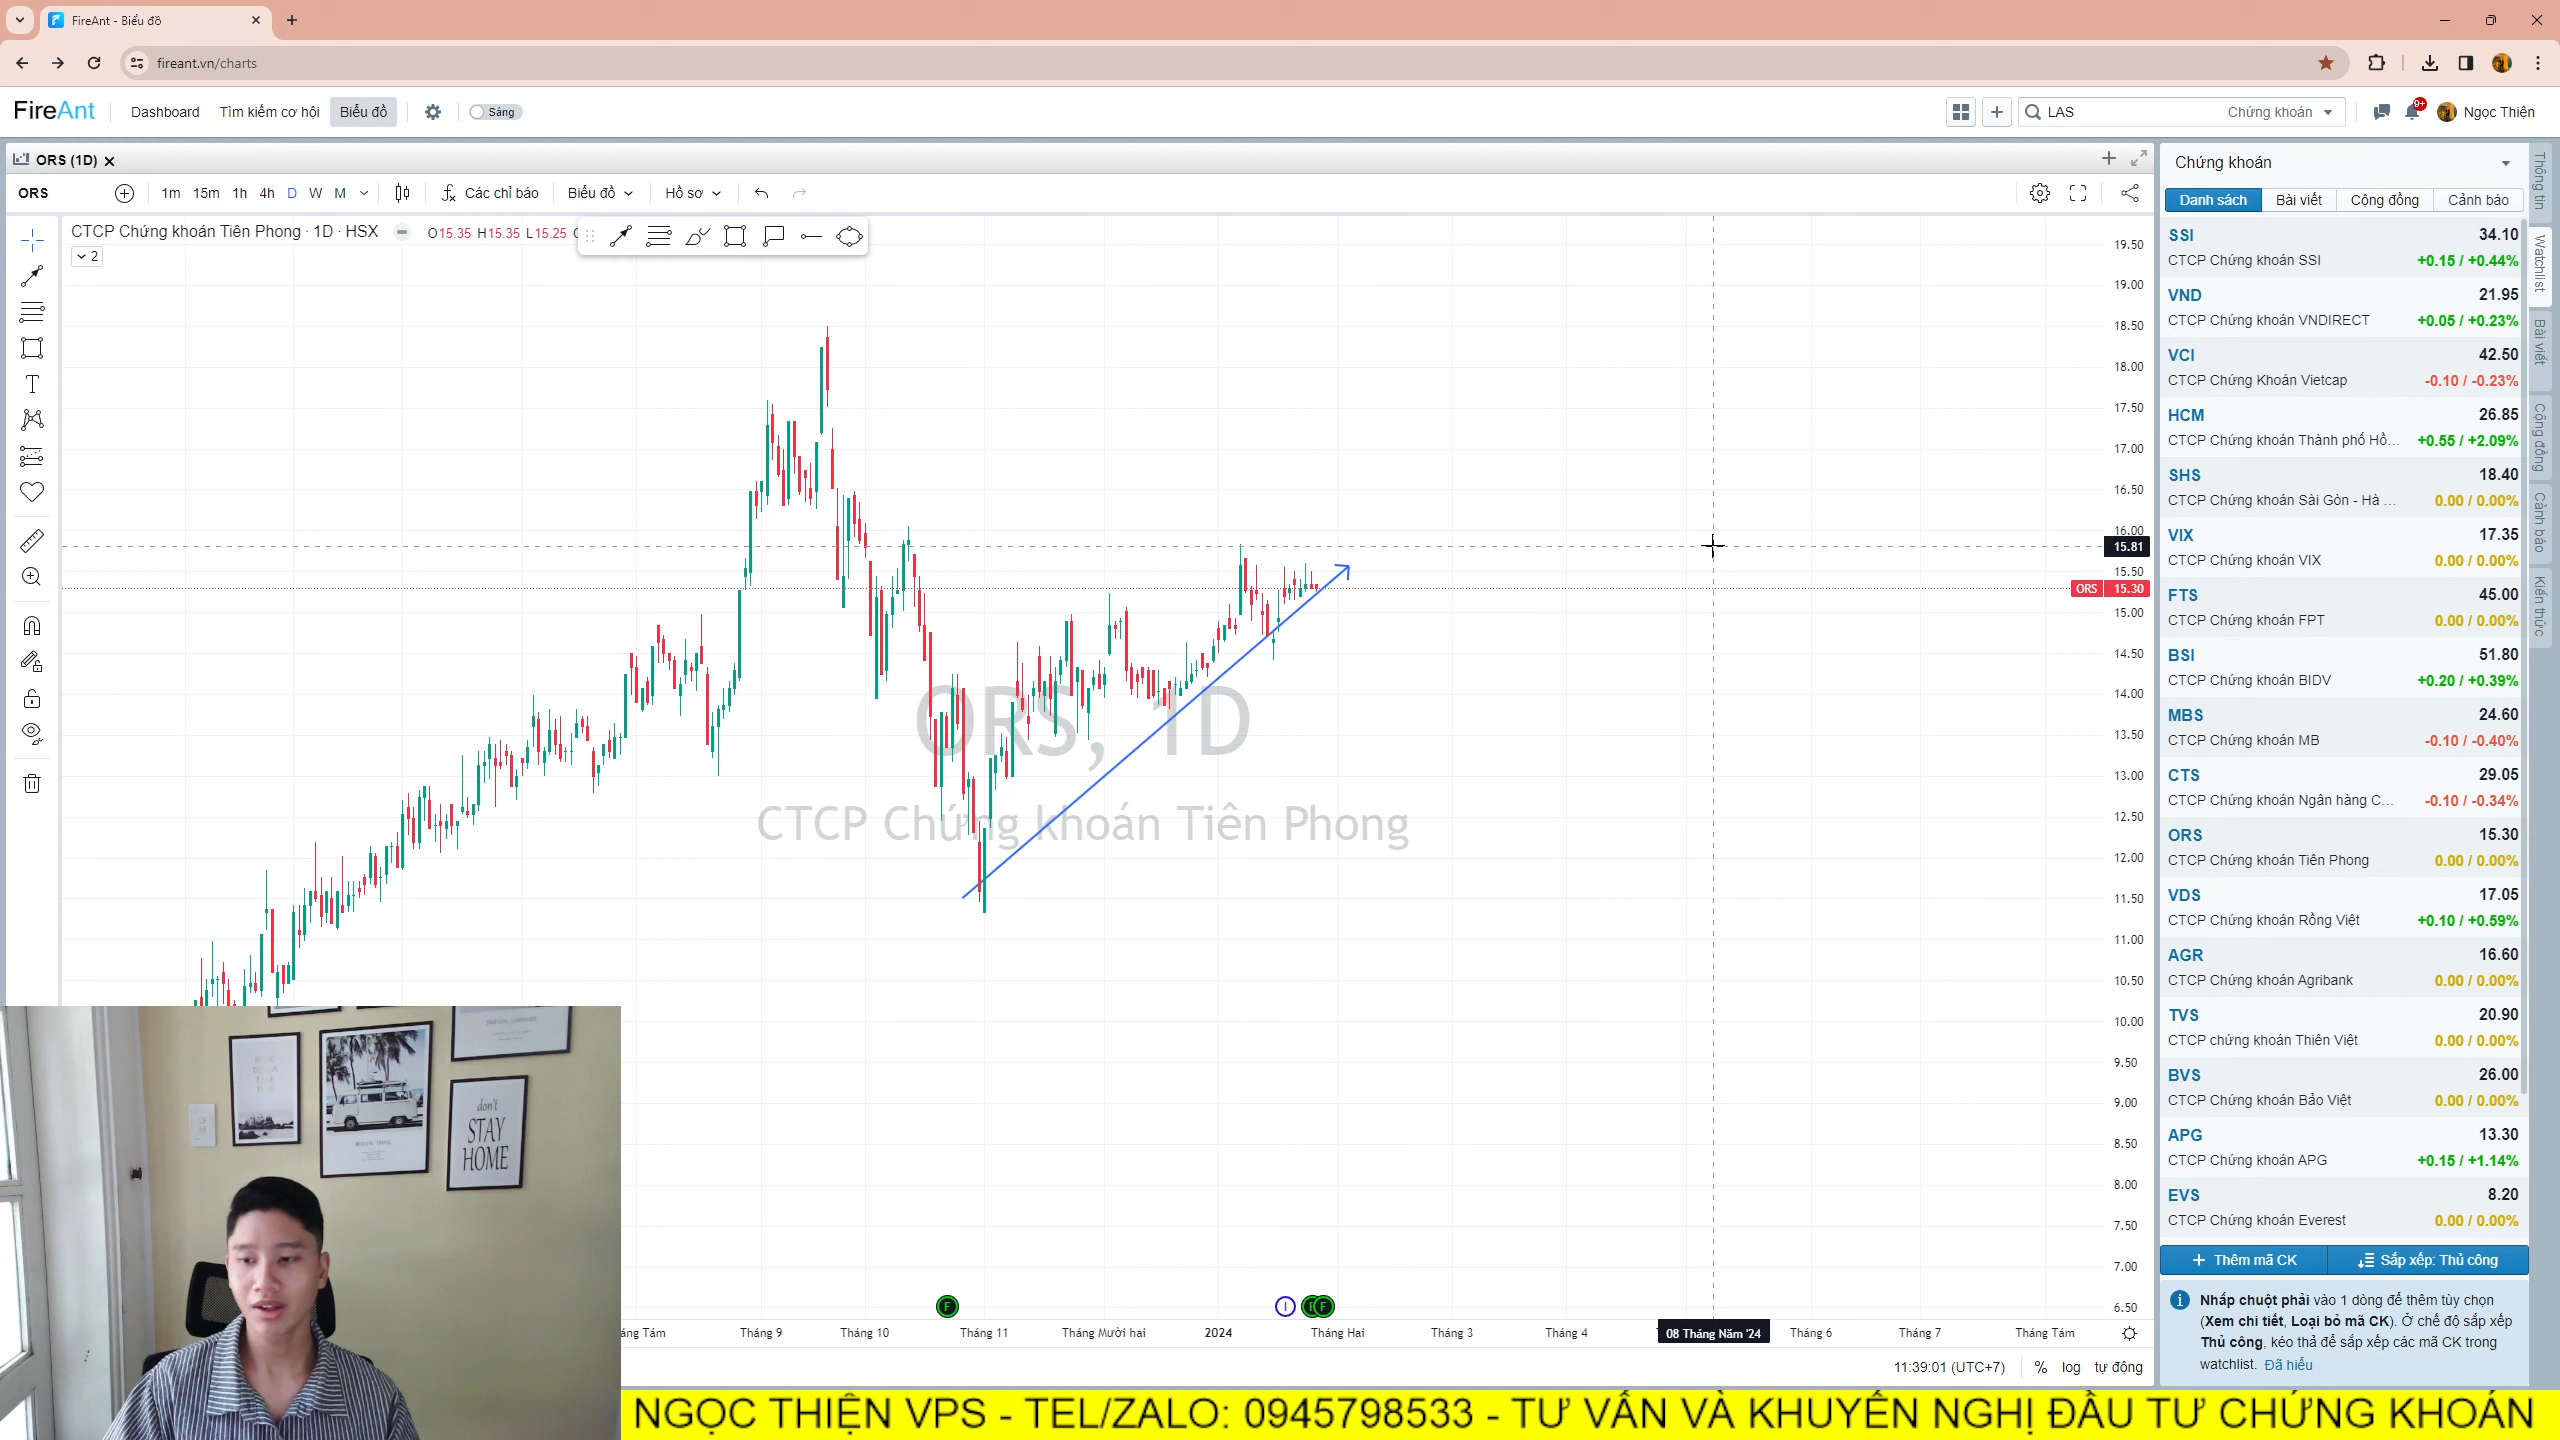 FireAnt - Biểu đồ
fireant.vn/charts
FireAnt Dashboard Tìm kiếm cơ hội Biểu đồ Sáng LAS Chứng khoán 9+ Ngọc Thiện
ORS (1D)
ORS 1m 15m 1h 4h D W M Các chỉ báo Biểu đồ Hồ sơ
CTCP Chứng khoán Tiên Phong · 1D · HSX O15.35 H15.35 L15.25
2
19.50
19.00
18.50
18.00
17.50
17.00
16.50
16.00
15.81
15.50
ORS 15.30
15.00
14.50
14.00
13.50
13.00
12.50
12.00
11.50
11.00
10.50
10.00
9.50
9.00
8.50
8.00
7.50
7.00
6.50
ORS, 1D
CTCP Chứng khoán Tiên Phong
F I F F
Tám Tháng 9 Tháng 10 Tháng 11 Tháng Mười hai 2024 Tháng Hai Tháng 3 Tháng 4 08 Tháng Năm '24 Tháng 6 Tháng 7 Tháng Tám
11:39:01 (UTC+7) % log tự động
Chứng khoán
Danh sách Bài viết Cộng đồng Cảnh báo
SSI 34.10
CTCP Chứng khoán SSI +0.15 / +0.44%
VND 21.95
CTCP Chứng khoán VNDIRECT +0.05 / +0.23%
VCI 42.50
CTCP Chứng Khoán Vietcap -0.10 / -0.23%
HCM 26.85
CTCP Chứng khoán Thành phố Hồ... +0.55 / +2.09%
SHS 18.40
CTCP Chứng khoán Sài Gòn - Hà ... 0.00 / 0.00%
VIX 17.35
CTCP Chứng khoán VIX 0.00 / 0.00%
FTS 45.00
CTCP Chứng khoán FPT 0.00 / 0.00%
BSI 51.80
CTCP Chứng khoán BIDV +0.20 / +0.39%
MBS 24.60
CTCP Chứng khoán MB -0.10 / -0.40%
CTS 29.05
CTCP Chứng khoán Ngân hàng C... -0.10 / -0.34%
ORS 15.30
CTCP Chứng khoán Tiên Phong 0.00 / 0.00%
VDS 17.05
CTCP Chứng khoán Rồng Việt +0.10 / +0.59%
AGR 16.60
CTCP Chứng khoán Agribank 0.00 / 0.00%
TVS 20.90
CTCP chứng khoán Thiên Việt 0.00 / 0.00%
BVS 26.00
CTCP Chứng khoán Bảo Việt 0.00 / 0.00%
APG 13.30
CTCP Chứng khoán APG +0.15 / +1.14%
EVS 8.20
CTCP Chứng khoán Everest 0.00 / 0.00%
Thêm mã CK Sắp xếp: Thủ công
Nhấp chuột phải vào 1 dòng để thêm tùy chọn
(Xem chi tiết, Loại bỏ mã CK). Ở chế độ sắp xếp
Thủ công, kéo thả để sắp xếp các mã CK trong
watchlist. Đã hiểu
Thông tin
Watchlist
Bài viết
Cộng đồng
Cảnh báo
Kiến thức
don't
STAY
HOME
NGỌC THIỆN VPS - TEL/ZALO: 0945798533 - TƯ VẤN VÀ KHUYẾN NGHỊ ĐẦU TƯ CHỨNG KHOÁN